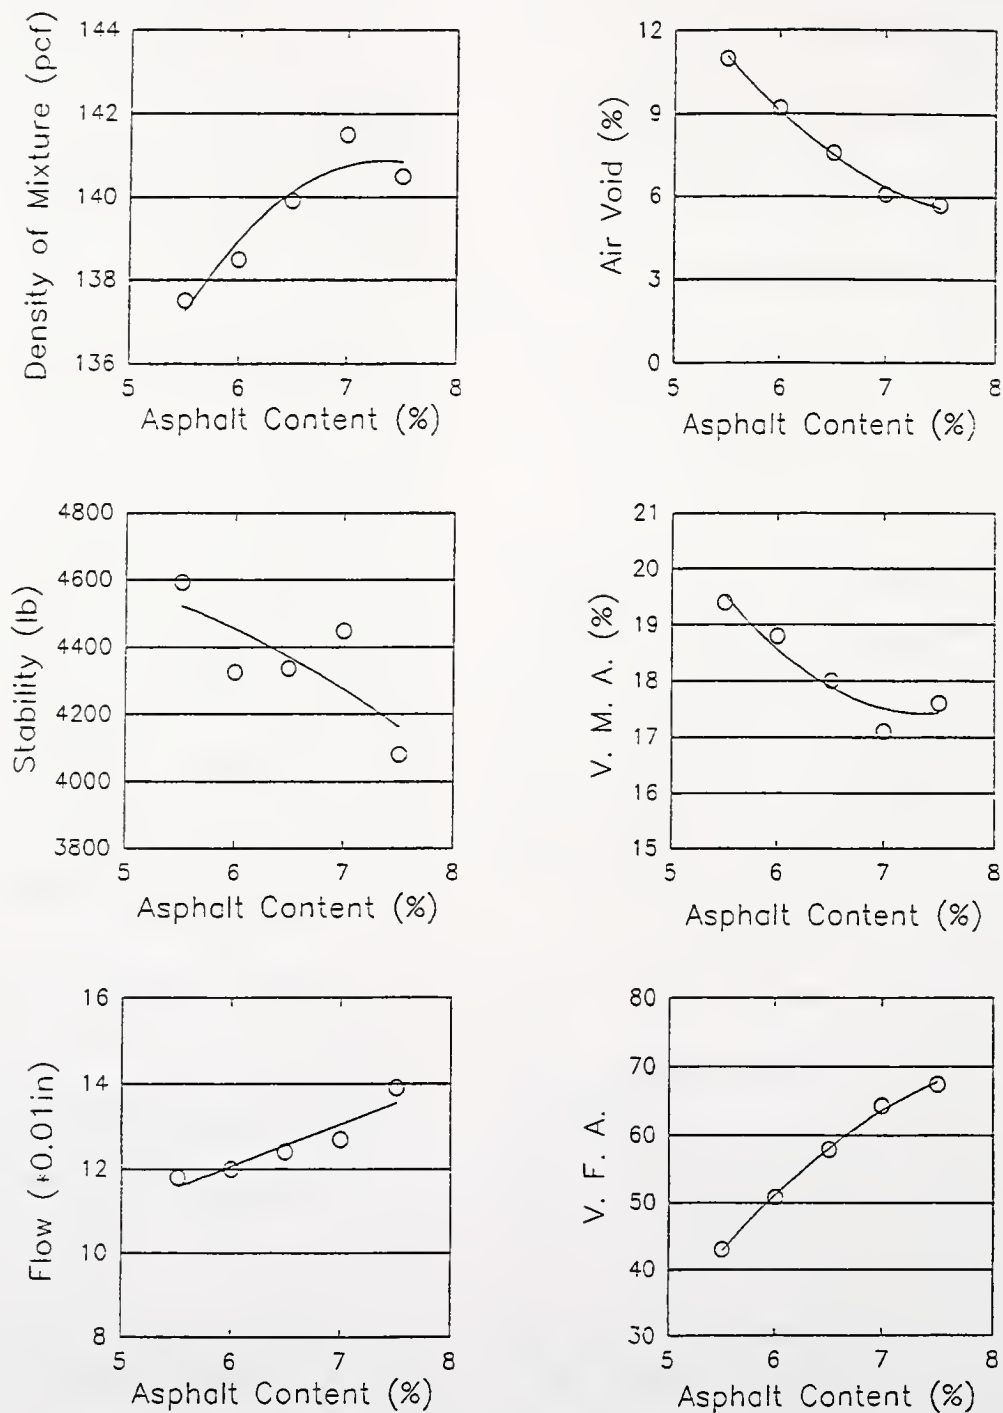 Density of Mixture (pcf)
144
142
140
138
136
5 6 7 8
Asphalt Content (%)
Air Void (%)
12
9
6
3
0
5 6 7 8
Asphalt Content (%)
Stability (lb)
4800
4600
4400
4200
4000
3800
5 6 7 8
Asphalt Content (%)
V. M. A. (%)
21
20
19
18
17
16
15
5 6 7 8
Asphalt Content (%)
Flow (*0.01in)
16
14
12
10
8
5 6 7 8
Asphalt Content (%)
V. F. A.
80
70
60
50
40
30
5 6 7 8
Asphalt Content (%)